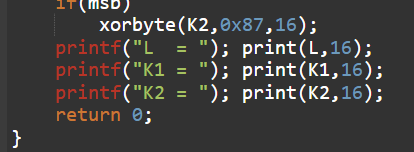 if(msb)
xorbyte(K2,0x87,16);
printf("L  = "); print(L,16);
printf("K1 = "); print(K1,16);
printf("K2 = "); print(K2,16);
return 0;
}